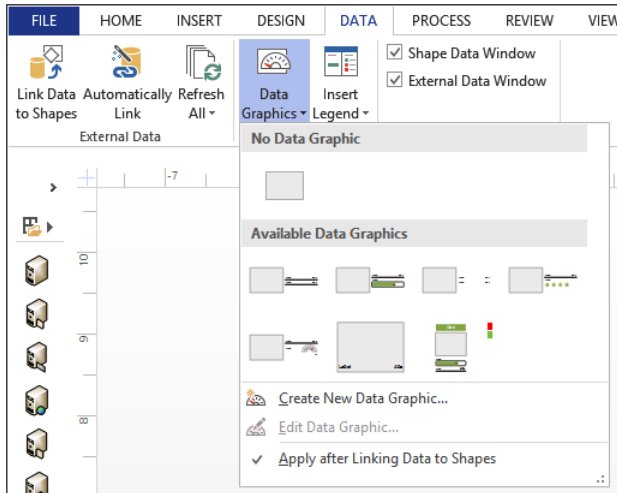 FILE HOME INSERT DESIGN DATA PROCESS REVIEW VIEW
Link Data to Shapes
Automatically Link
Refresh All
Data Graphics
Insert Legend
Shape Data Window
External Data Window
External Data
No Data Graphic
-7
Available Data Graphics
10
9
8
Create New Data Graphic...
Edit Data Graphic...
Apply after Linking Data to Shapes